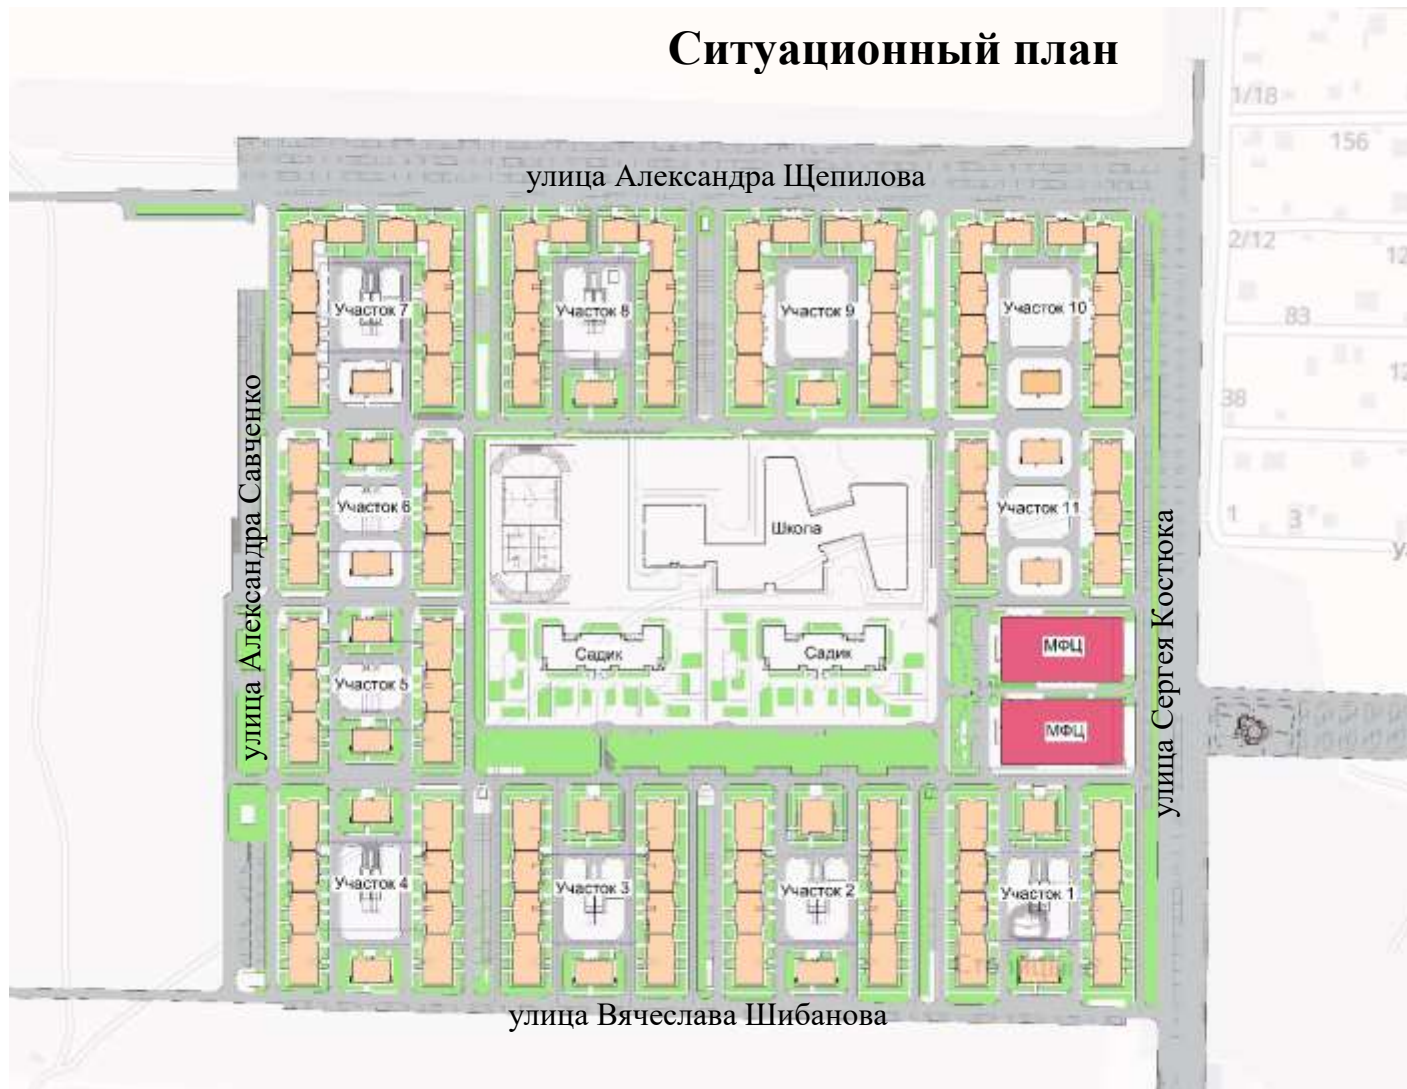 Ситуационный план
1/18
156
улица Александра Щепилова
2/12
12
Участок 7
Участок 8
Участок 9
Участок 10
83
12
38
улица Александра Савченко
Участок 6
Школа
Участок 11
1
3
у
улица Сергея Костюка
Садик
Садик
МФЦ
Участок 5
МФЦ
Участок 4
Участок 3
Участок 2
Участок 1
улица Вячеслава Шибанова